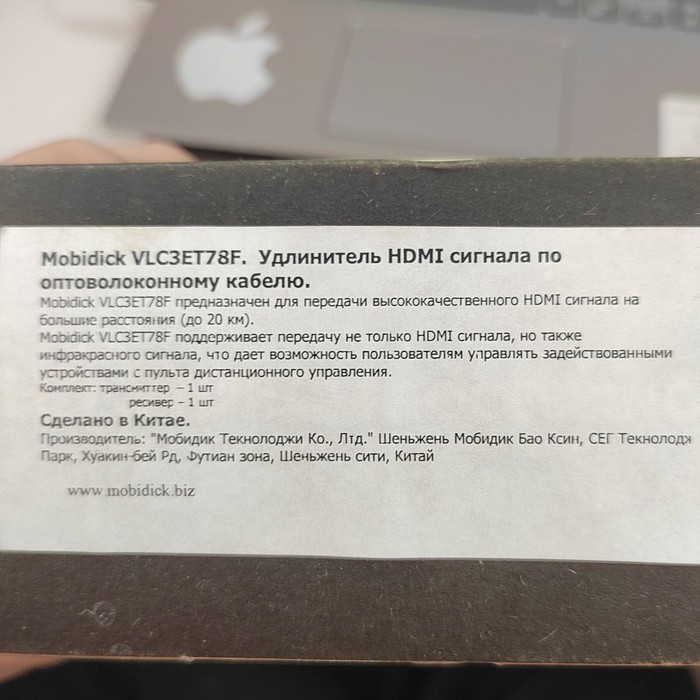 Mobidick VLC3ET78F. Удлинитель HDMI сигнала по
оптоволоконному кабелю.
Mobidick VLC3ET78F предназначен для передачи высококачественного HDMI сигнала на
большие расстояния (до 20 км).
Mobidick VLC3ET78F поддерживает передачу не только HDMI сигнала, но также
инфракрасного сигнала, что дает возможность пользователям управлять задействованными
устройствами с пульта дистанционного управления.
Комплект: трансмиттер – 1 шт
ресивер – 1 шт
Сделано в Китае.
Производитель: "Мобидик Текнолоджи Ко., Лтд." Шеньжень Мобидик Бао Ксин, СЕГ Текнолодж
Парк, Хуакин-бей Рд, Футиан зона, Шеньжень сити, Китай
www.mobidick.biz